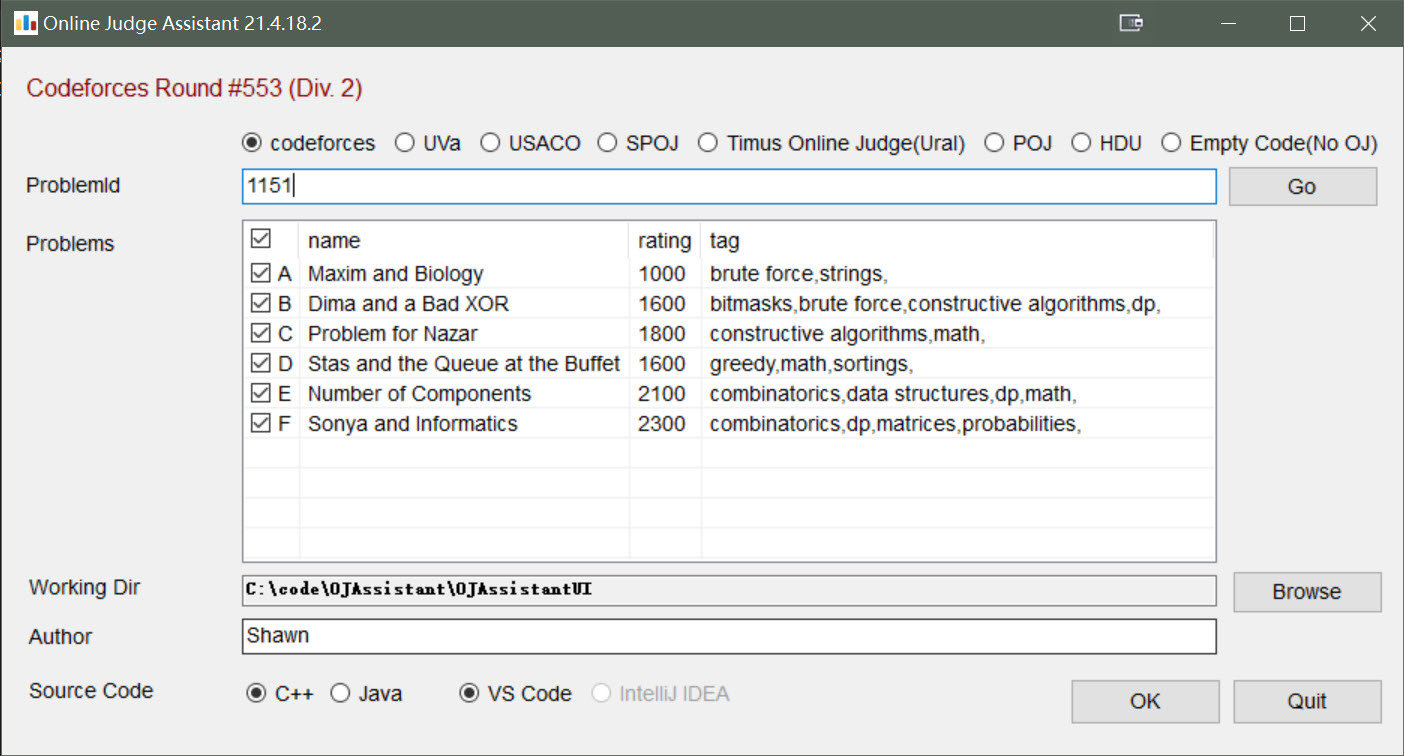 Online Judge Assistant 21.4.18.2
Codeforces Round #553 (Div. 2)
codeforces UVa USACO SPOJ Timus Online Judge(Ural) POJ HDU Empty Code(No OJ)
ProblemId 1151 Go
Problems name rating tag
A Maxim and Biology 1000 brute force,strings,
B Dima and a Bad XOR 1600 bitmasks,brute force,constructive algorithms,dp,
C Problem for Nazar 1800 constructive algorithms,math,
D Stas and the Queue at the Buffet 1600 greedy,math,sortings,
E Number of Components 2100 combinatorics,data structures,dp,math,
F Sonya and Informatics 2300 combinatorics,dp,matrices,probabilities,
Working Dir C:\code\OJAssistant\OJAssistantUI Browse
Author Shawn
Source Code C++ Java VS Code IntelliJ IDEA OK Quit